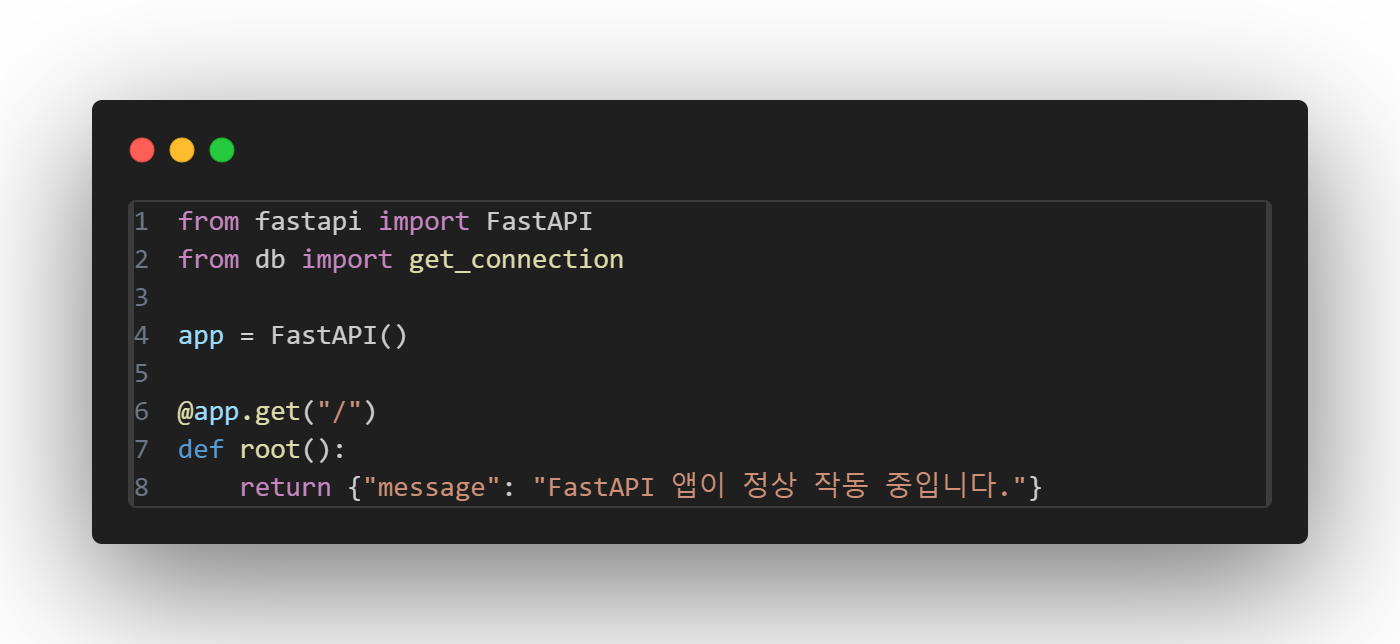 1 from fastapi import FastAPI
2 from db import get_connection
3
4 app = FastAPI()
5
6 @app.get("/")
7 def root():
8     return {"message": "FastAPI 앱이 정상 작동 중입니다."}